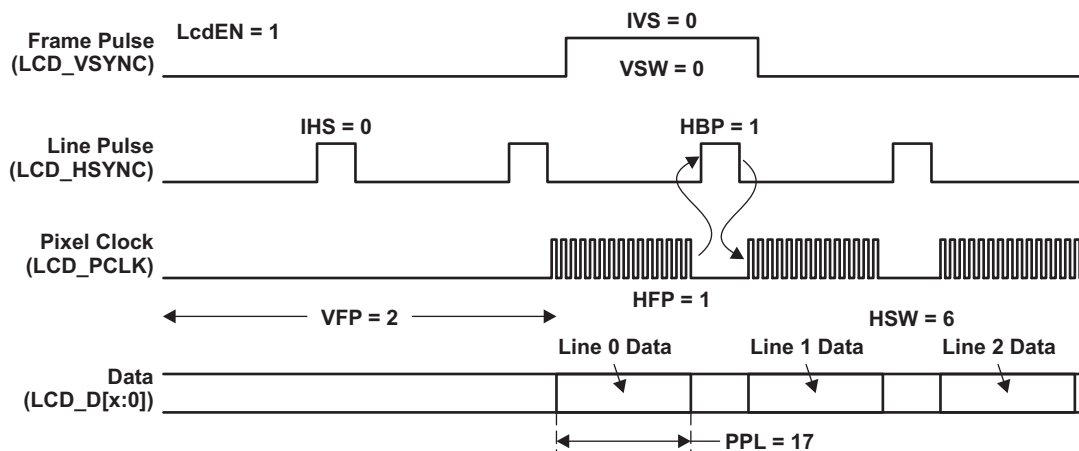 LcdEN = 1
IVS = 0
Frame Pulse
(LCD_VSYNC)
VSW = 0
IHS = 0
HBP = 1
Line Pulse
(LCD_HSYNC)
Pixel Clock
(LCD_PCLK)
HFP = 1
VFP = 2
HSW = 6
Line 0 Data
Line 1 Data
Line 2 Data
Data
(LCD_D[x:0])
PPL = 17